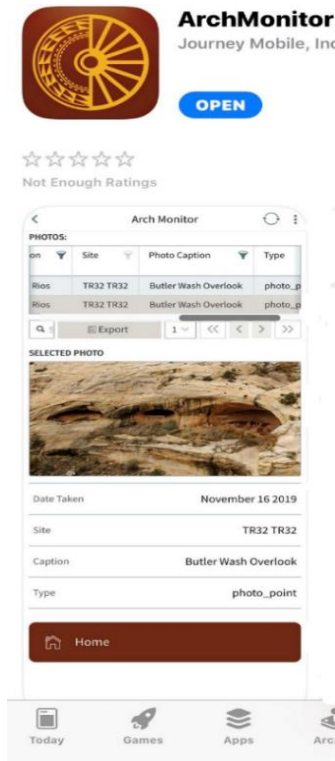 ArchMonitor
Journey Mobile, Inc
OPEN
Not Enough Ratings
Arch Monitor
PHOTOS:
on Site Photo Caption Type
Rios TR32 TR32 Butler Wash Overlook photo_p
Rios TR32 TR32 Butler Wash Overlook photo_p
Export 1
SELECTED PHOTO
Date Taken November 16 2019
Site TR32 TR32
Caption Butler Wash Overlook
Type photo_point
Home
Today Games Apps Arc